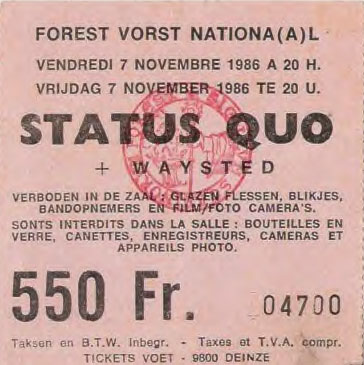 FOREST VORST NATIONA(A)L
VENDREDI 7 NOVEMBRE 1986 A 20 H.
VRIJDAG 7 NOVEMBER 1986 TE 20 U.
STATUS QUO
+ WAYSTED
VERBODEN IN DE ZAAL : GLAZEN FLESSEN, BLIKJES,
BANDOPNEMERS EN FILM/FOTO CAMERA'S.
SONTS INTERDITS DANS LA SALLE : BOUTEILLES EN
VERRE, CANETTES, ENREGISTREURS, CAMERAS ET
APPAREILS PHOTO.
550 Fr. 04700
Taksen en B.T.W. Inbegr. - Taxes et T.V.A. compr.
TICKETS VOET - 9800 DEINZE